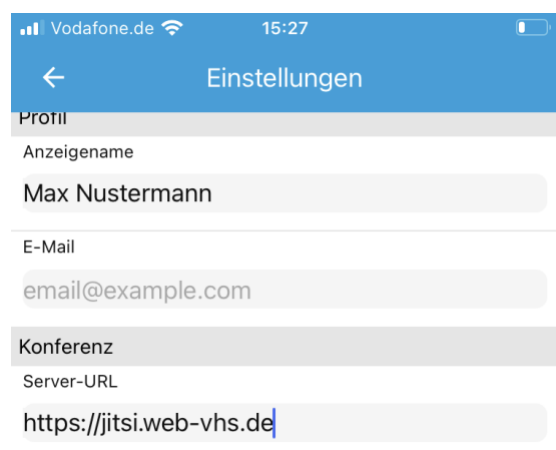 Vodafone.de 15:27
Einstellungen
Profil
Anzeigename
Max Nustermann
E-Mail
email@example.com
Konferenz
Server-URL
https://jitsi.web-vhs.de